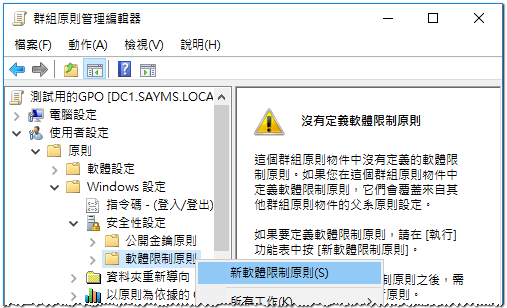 群組原則管理編輯器
檔案(F) 動作(A) 檢視(V) 說明(H)
測試用的GPO [DC1.SAYMS.LOCA
電腦設定
使用者設定
原則
軟體設定
Windows 設定
指令碼 - (登入/登出)
安全性設定
公開金鑰原則
軟體限制原則
資料夾重新導向
以原則為依據的
沒有定義軟體限制原則
這個群組原則物件中沒有定義的軟體限
制原則。如果您在這個群組原則物件中
定義軟體限制原則，它們會覆蓋來自其
他群組原則物件的父系原則設定。
如果要定義軟體限制原則，請在 [執行]
功能表中按 [新軟體限制原則]。
新軟體限制原則(S)
制原則之後，需
所有工作(K)
原則。